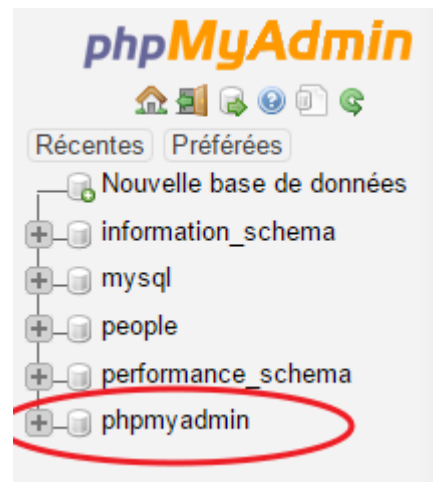 phpMyAdmin
Récentes Préférées
Nouvelle base de données
information_schema
mysql
people
performance_schema
phpmyadmin